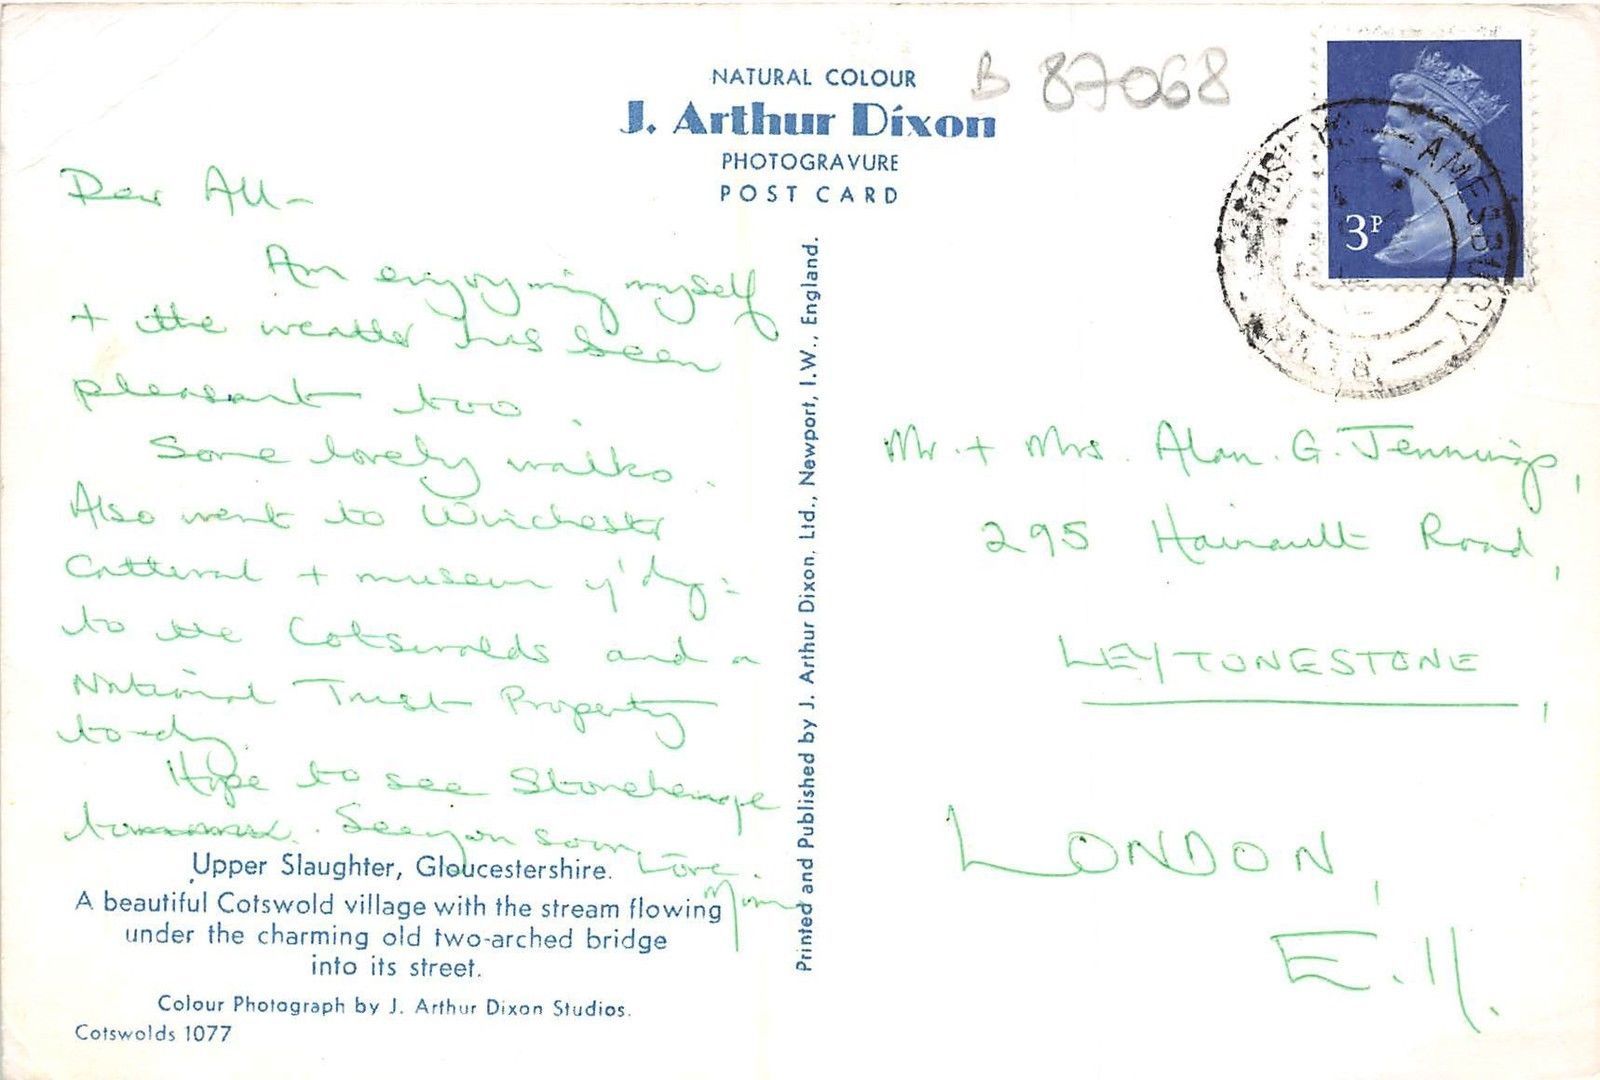 NATURAL COLOUR
J. Arthur Dixon
PHOTOGRAVURE
POST CARD
B 87068
3P
AMESBURY
Dear All -
Am enjoying myself
+ the weather has been
pleasant too.
Some lovely walks.
Also went to Winchester
Cathedral + museum y'day :
to the Cotswolds and a
National Trust Property
to-day.
Hope to see Stonehenge
tomorrow. See you soon
Love.
Mum
Upper Slaughter, Gloucestershire.
A beautiful Cotswold village with the stream flowing
under the charming old two-arched bridge
into its street.
Colour Photograph by J. Arthur Dixon Studios.
Cotswolds 1077
Printed and Published by J. Arthur Dixon, Ltd., Newport, I.W., England.
Mr. + Mrs. Alan. G. Jennings,
295 Hainault Road,
LEYTONESTONE,
LONDON,
E.11.